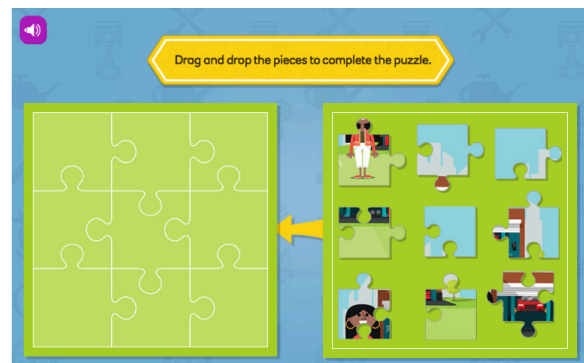 Drag and drop the pieces to complete the puzzle.